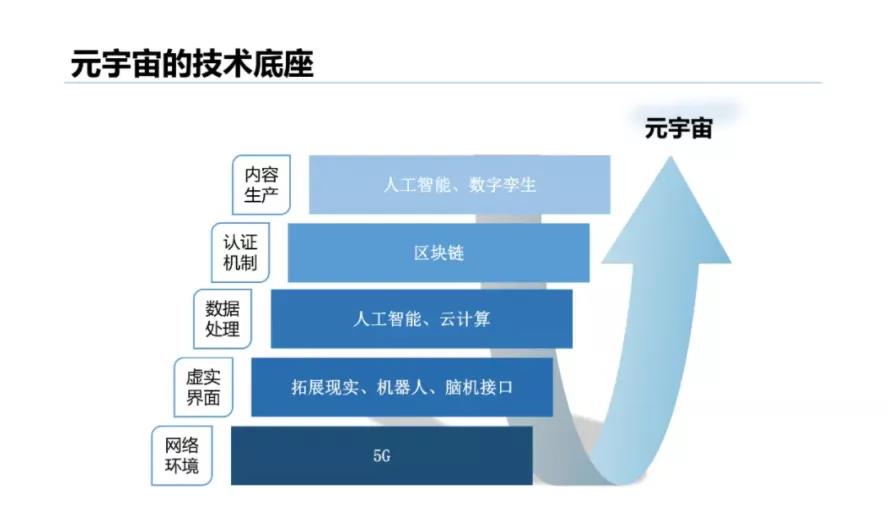 元宇宙的技术底座
元宇宙
内容
生产
人工智能、数字孪生
认证
机制
区块链
数据
处理
人工智能、云计算
虚实
界面
拓展现实、机器人、脑机接口
网络
环境
5G